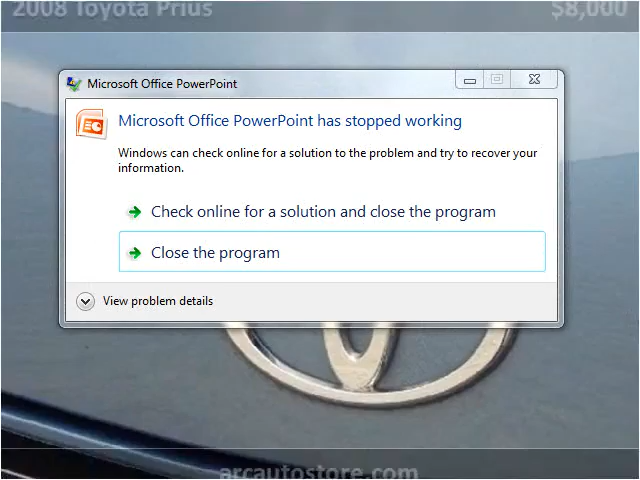 2008 Toyota Prius $8,000
Microsoft Office PowerPoint
Microsoft Office PowerPoint has stopped working
Windows can check online for a solution to the problem and try to recover your
information.
Check online for a solution and close the program
Close the program
View problem details
arcautostore.com